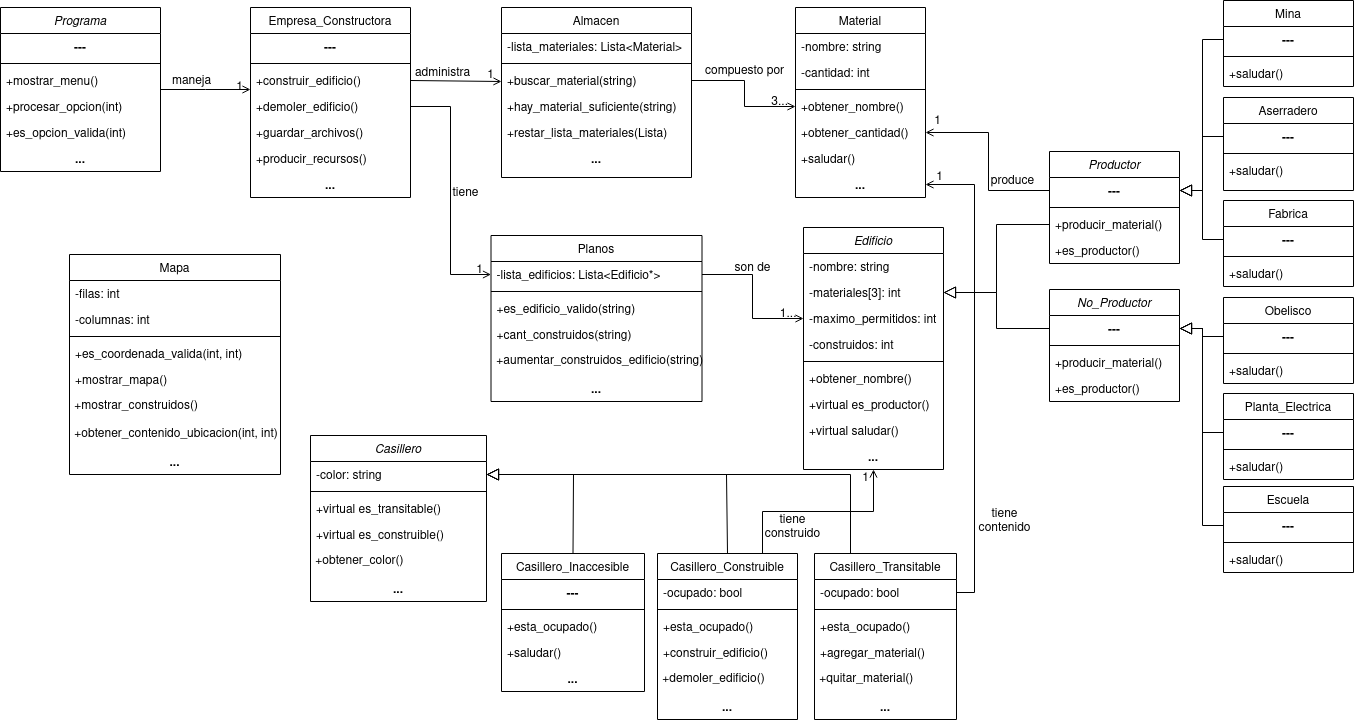 Programa
---
+mostrar_menu()
+procesar_opcion(int)
+es_opcion_valida(int)
...
maneja
1
Empresa_Constructora
---
+construir_edificio()
+demoler_edificio()
+guardar_archivos()
+producir_recursos()
...
administra
1
tiene
1
Almacen
-lista_materiales: Lista<Material>
+buscar_material(string)
+hay_material_suficiente(string)
+restar_lista_materiales(Lista)
...
compuesto por
3...
Material
-nombre: string
-cantidad: int
+obtener_nombre()
+obtener_cantidad()
+saludar()
...
1
produce
1
Productor
---
+producir_material()
+es_productor()
Mina
---
+saludar()
Aserradero
---
+saludar()
Fabrica
---
+saludar()
Mapa
-filas: int
-columnas: int
+es_coordenada_valida(int, int)
+mostrar_mapa()
+mostrar_construidos()
+obtener_contenido_ubicacion(int, int)
...
Planos
-lista_edificios: Lista<Edificio*>
+es_edificio_valido(string)
+cant_construidos(string)
+aumentar_construidos_edificio(string)
...
son de
1...
Edificio
-nombre: string
-materiales[3]: int
-maximo_permitidos: int
-construidos: int
+obtener_nombre()
+virtual es_productor()
+virtual saludar()
...
1
No_Productor
---
+producir_material()
+es_productor()
Obelisco
---
+saludar()
Planta_Electrica
---
+saludar()
Escuela
---
+saludar()
Casillero
-color: string
+virtual es_transitable()
+virtual es_construible()
+obtener_color()
...
tiene
construido
tiene
contenido
Casillero_Inaccesible
---
+esta_ocupado()
+saludar()
...
Casillero_Construible
-ocupado: bool
+esta_ocupado()
+construir_edificio()
+demoler_edificio()
...
Casillero_Transitable
-ocupado: bool
+esta_ocupado()
+agregar_material()
+quitar_material()
...